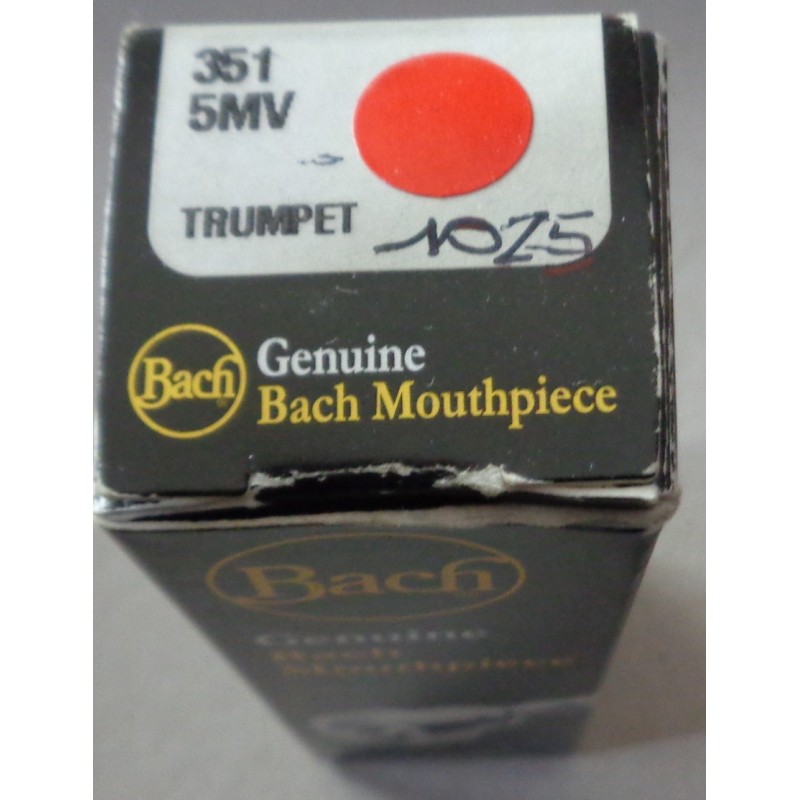 351
5MV
TRUMPET
1025
Bach
Genuine
Bach Mouthpiece
Bach
Genuine
Bach
Mouthpiece